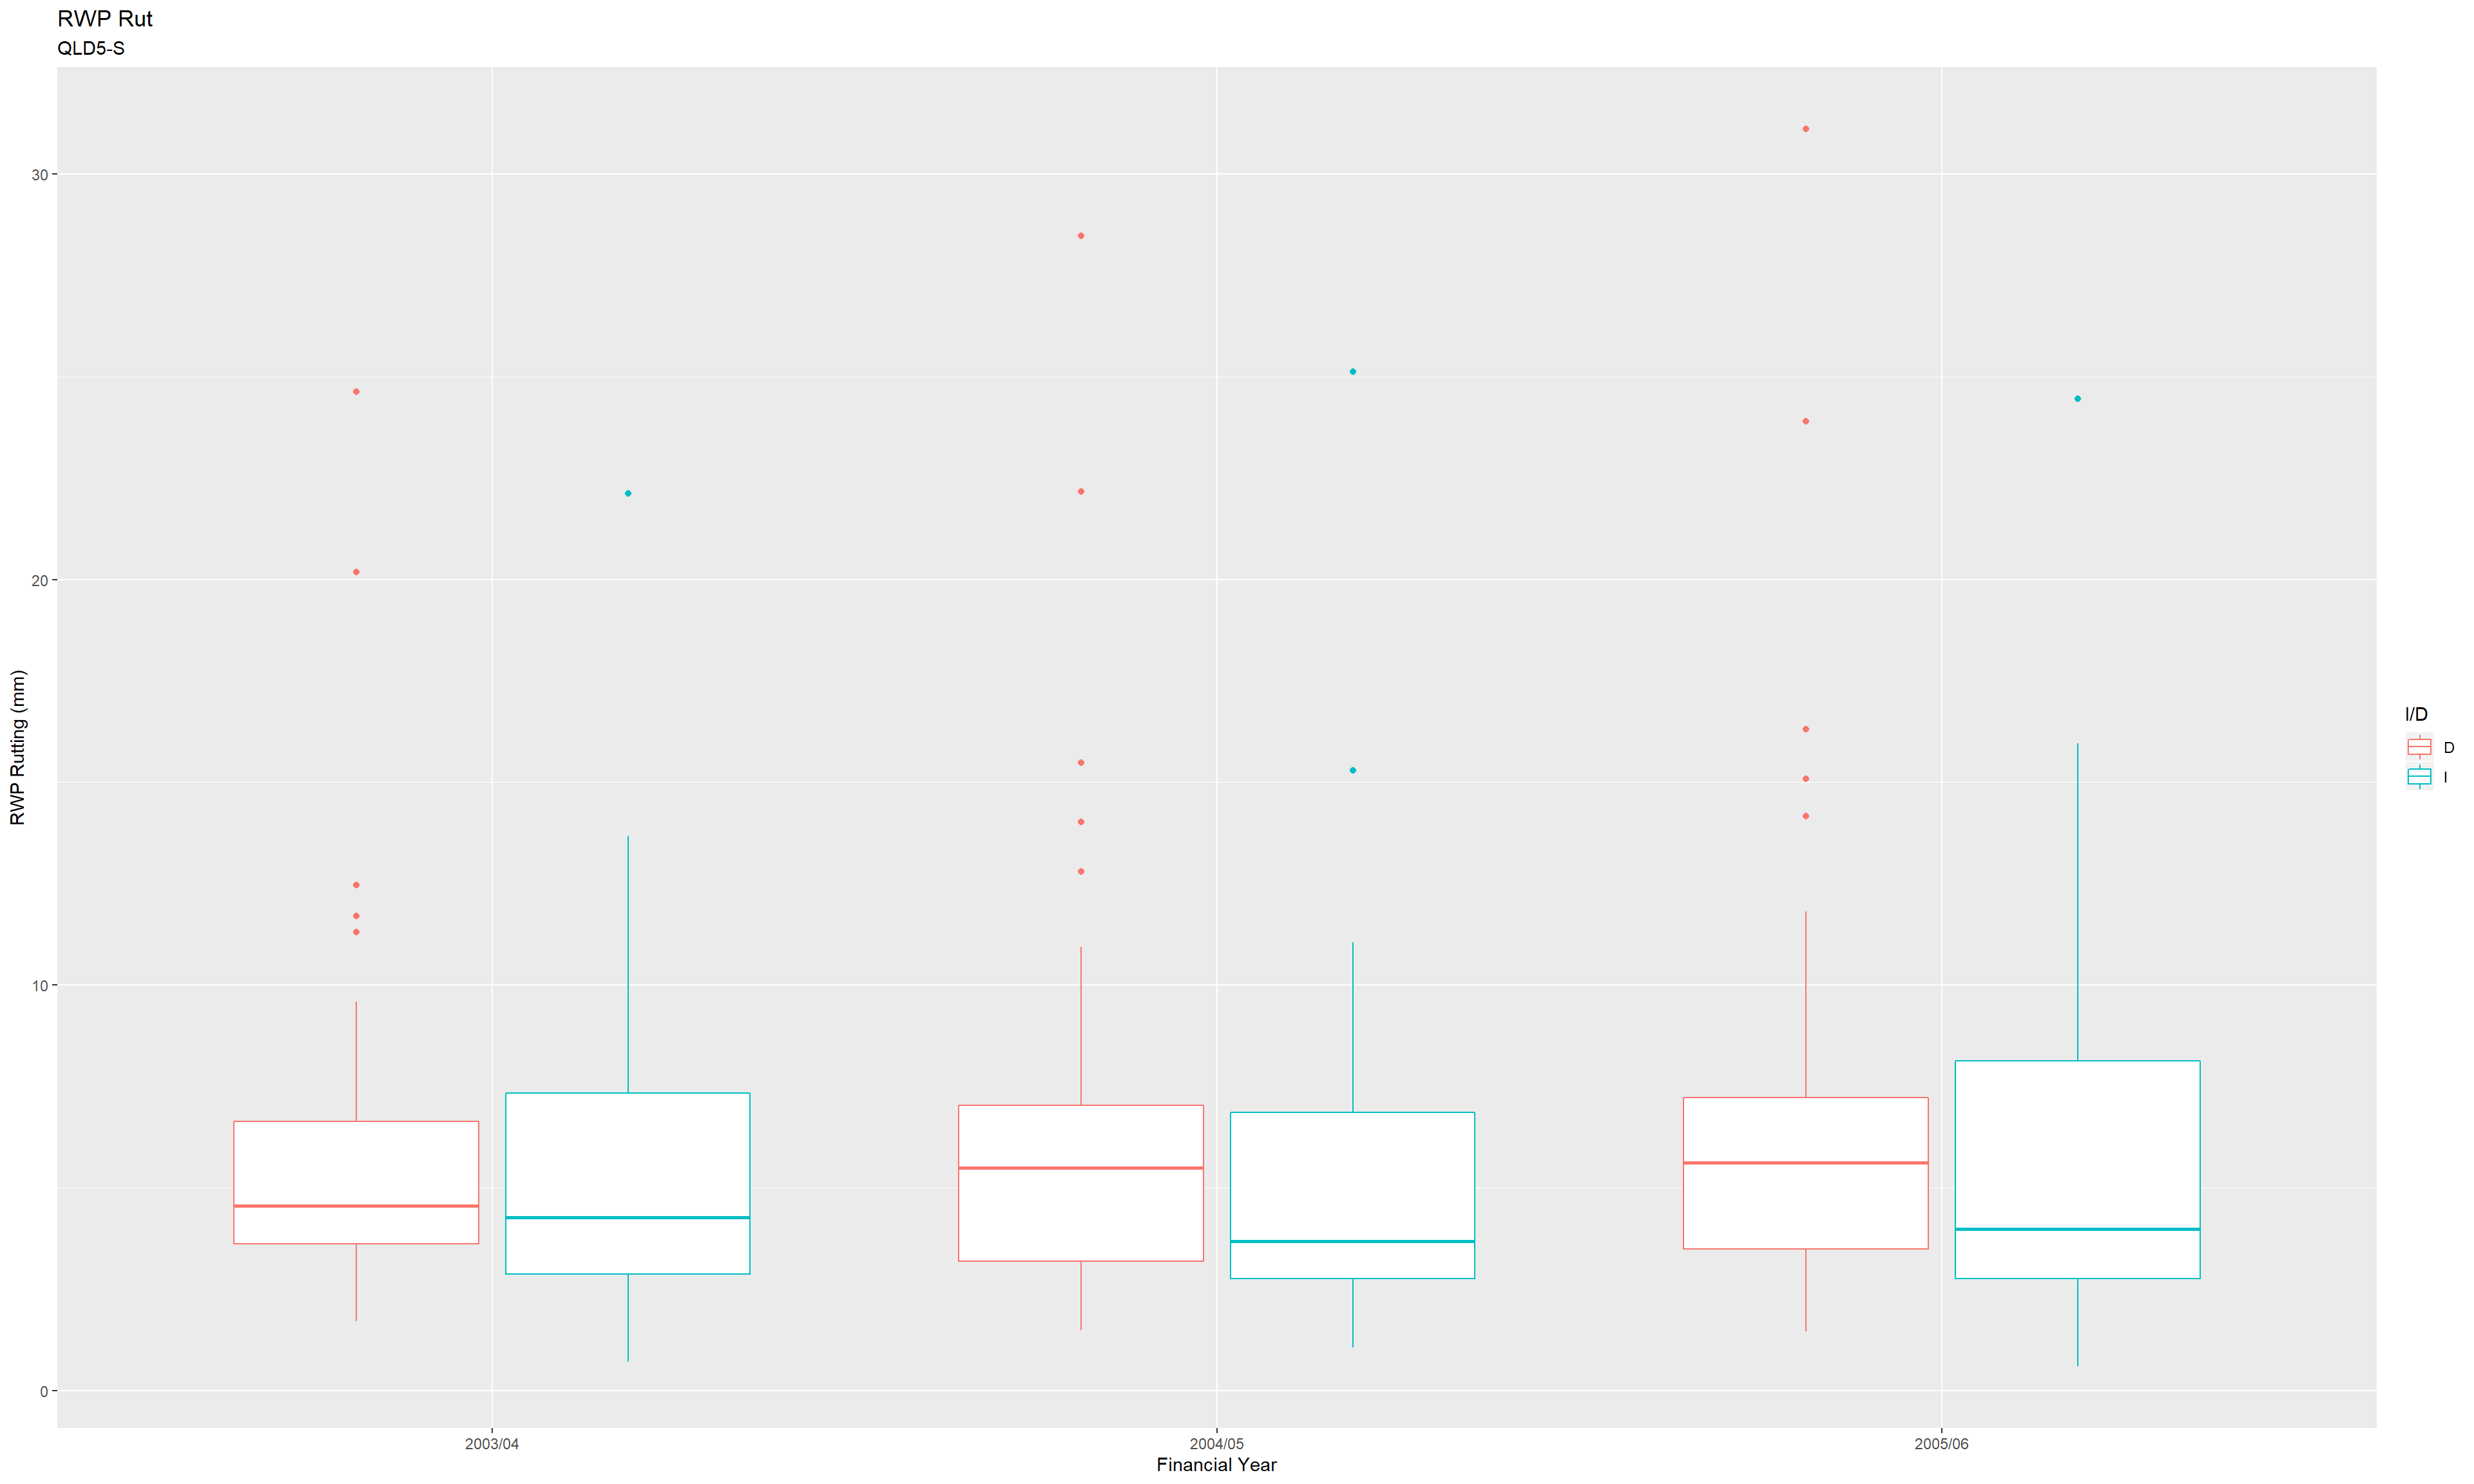 RWP Rut
QLD5-S
RWP Rutting (mm)
30
20
10
0
2003/04
2004/05
2005/06
Financial Year
I/D
D
I